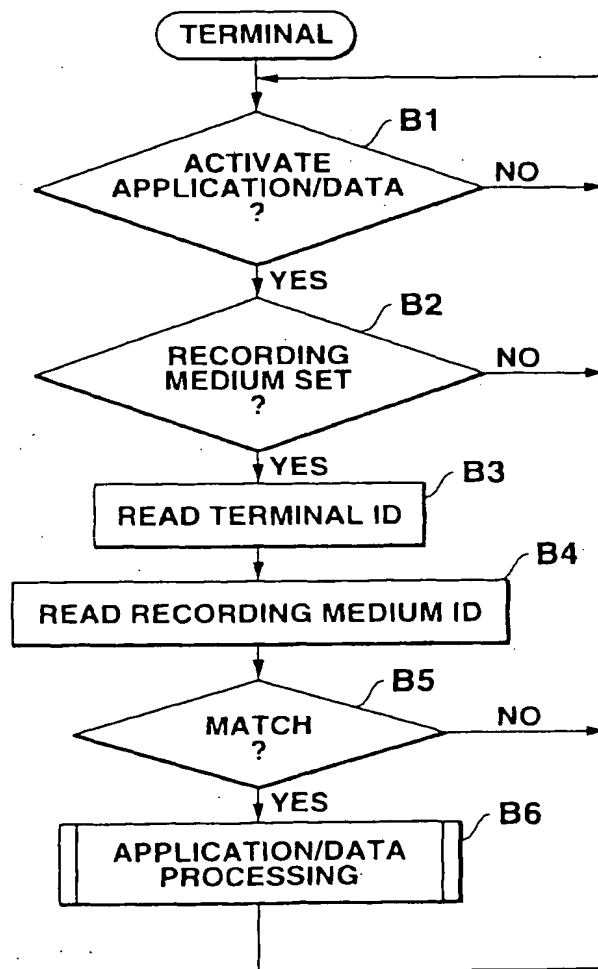 TERMINAL
B1
ACTIVATE
APPLICATION/DATA
?
NO
YES
B2
RECORDING
MEDIUM SET
?
NO
YES
B3
READ TERMINAL ID
B4
READ RECORDING MEDIUM ID
B5
MATCH
?
NO
YES
B6
APPLICATION/DATA
PROCESSING